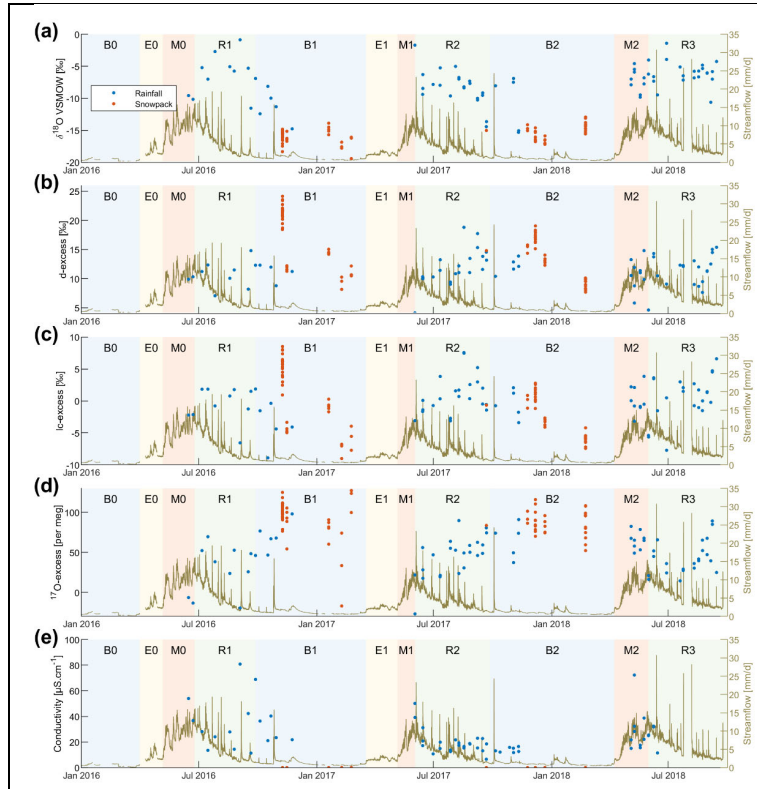 (a)
B0 E0 M0 R1 B1 E1 M1 R2 B2 M2 R3
δ18O VSMOW [‰]
0
-5
-10
-15
-20
Rainfall
Snowpack
35
30
25
20
15
10
5
0
Streamflow [mm/d]
Jan 2016 Jul 2016 Jan 2017 Jul 2017 Jan 2018 Jul 2018
(b)
B0 E0 M0 R1 B1 E1 M1 R2 B2 M2 R3
d-excess [‰]
25
20
15
10
5
35
30
25
20
15
10
5
0
Streamflow [mm/d]
Jan 2016 Jul 2016 Jan 2017 Jul 2017 Jan 2018 Jul 2018
(c)
B0 E0 M0 R1 B1 E1 M1 R2 B2 M2 R3
lc-excess [‰]
10
5
0
-5
-10
35
30
25
20
15
10
5
0
Streamflow [mm/d]
Jan 2016 Jul 2016 Jan 2017 Jul 2017 Jan 2018 Jul 2018
(d)
B0 E0 M0 R1 B1 E1 M1 R2 B2 M2 R3
17O-excess [per meg]
100
50
0
35
30
25
20
15
10
5
0
Streamflow [mm/d]
Jan 2016 Jul 2016 Jan 2017 Jul 2017 Jan 2018 Jul 2018
(e)
B0 E0 M0 R1 B1 E1 M1 R2 B2 M2 R3
Conductivity [µS.cm-1]
100
80
60
40
20
0
35
30
25
20
15
10
5
0
Streamflow [mm/d]
Jan 2016 Jul 2016 Jan 2017 Jul 2017 Jan 2018 Jul 2018